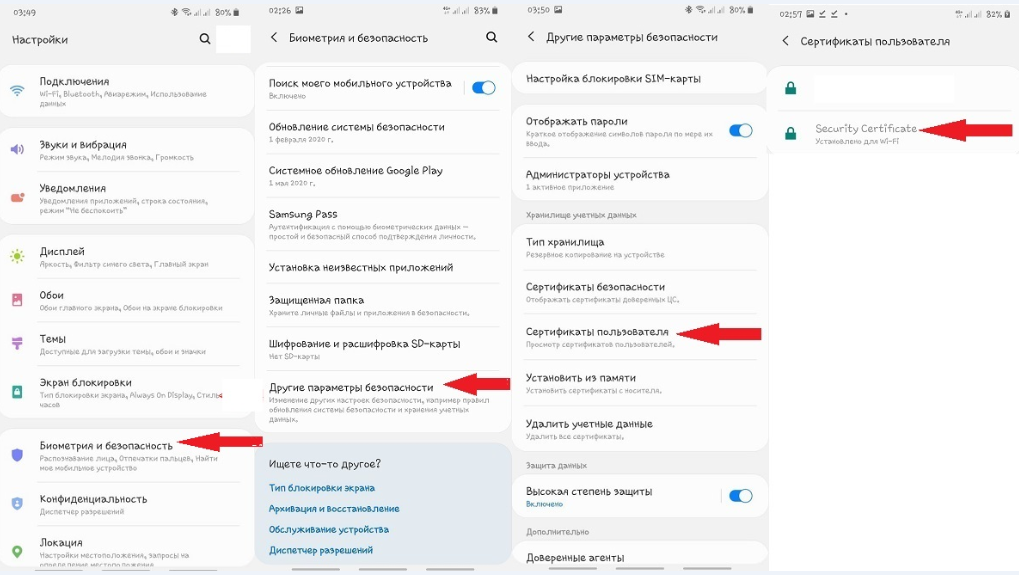 03:49
80%
Настройки
Подключения
Wi-Fi, Bluetooth, Авиарежим, Использование
данных
Звуки и вибрация
Режим звука, Мелодия звонка, Громкость
Уведомления
Уведомления приложений, строка состояния,
режим "Не беспокоить"
Дисплей
Яркость, Фильтр синего света, Главный экран
Обои
Обои главного экрана, Обои на экране блокировки
Темы
Доступные для загрузки темы, обои и значки
Экран блокировки
Тип блокировки экрана, Always On Display, Стиль
часов
Биометрия и безопасность
Распознавание лица, Отпечатки пальцев, Найти
мое мобильное устройство
Конфиденциальность
Диспетчер разрешений
Локация
Настройки местоположения, запросы на
определение местоположения
02:26
83%
Биометрия и безопасность
Поиск моего мобильного устройства
Включено
Обновление системы безопасности
1 февраля 2020 г.
Системное обновление Google Play
1 мая 2020 г.
Samsung Pass
Аутентификация с помощью биометрических данных –
простой и безопасный способ подтверждения личности.
Установка неизвестных приложений
Защищенная папка
Храните личные файлы и приложения в безопасности.
Шифрование и расшифровка SD-карты
Нет SD-карты
Другие параметры безопасности
Изменение других настроек безопасности, например правил
обновления системы безопасности и хранения учетных
данных.
Ищете что-то другое?
Тип блокировки экрана
Архивация и восстановление
Обслуживание устройства
Диспетчер разрешений
03:50
80%
Другие параметры безопасности
Настройка блокировки SIM-карты
Отображать пароли
Краткое отображение символов пароля по мере их
ввода.
Администраторы устройства
1 активное приложение
Хранилище учетных данных
Тип хранилища
Резервное копирование на устройстве
Сертификаты безопасности
Отображать сертификаты доверенных ЦС.
Сертификаты пользователя
Просмотр сертификатов пользователей.
Установить из памяти
Установить сертификаты с носителя.
Удалить учетные данные
Удалить все сертификаты.
Защита данных
Высокая степень защиты
Включено
Дополнительно
Доверенные агенты
02:57
82%
Сертификаты пользователя
Security Certificate
Установлено для Wi-Fi